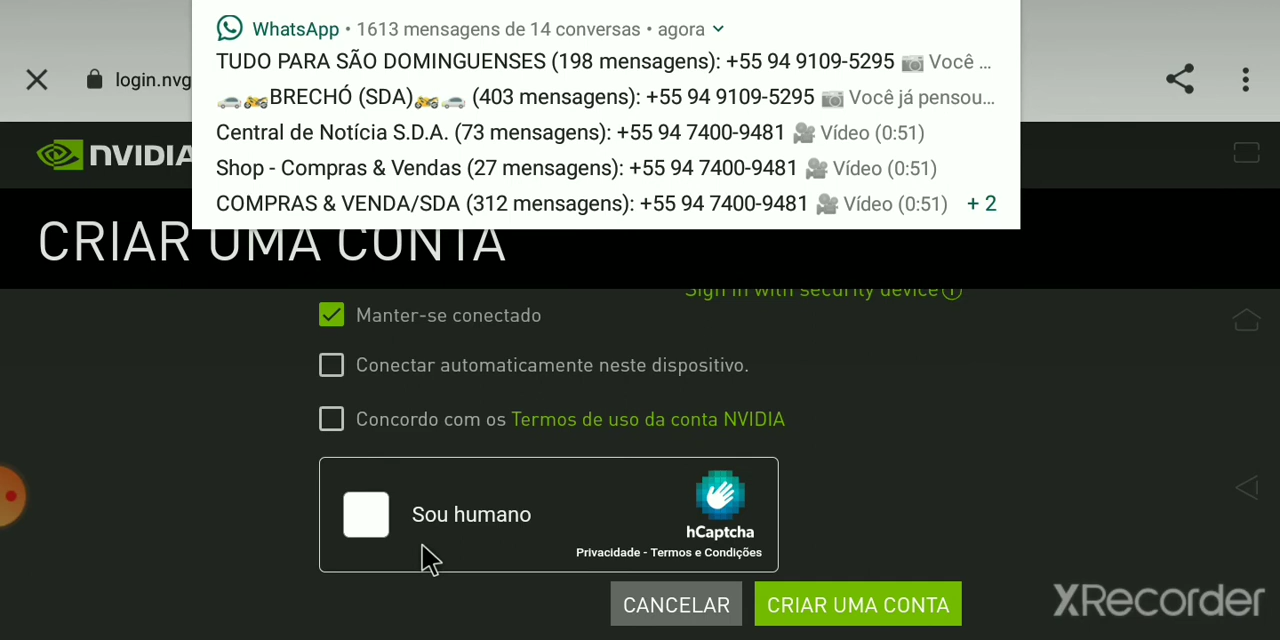 WhatsApp • 1613 mensagens de 14 conversas • agora
TUDO PARA SÃO DOMINGUENSES (198 mensagens): +55 94 9109-5295 📷 Você ...
🚗🏍️BRECHÓ (SDA)🏍️🚗 (403 mensagens): +55 94 9109-5295 📷 Você já pensou...
Central de Notícia S.D.A. (73 mensagens): +55 94 7400-9481 🎥 Vídeo (0:51)
Shop - Compras & Vendas (27 mensagens): +55 94 7400-9481 🎥 Vídeo (0:51)
COMPRAS & VENDA/SDA (312 mensagens): +55 94 7400-9481 🎥 Vídeo (0:51) + 2
login.nvg
NVIDIA
CRIAR UMA CONTA
Sign in with security device
Manter-se conectado
Conectar automaticamente neste dispositivo.
Concordo com os Termos de uso da conta NVIDIA
Sou humano
hCaptcha
Privacidade - Termos e Condições
CANCELAR
CRIAR UMA CONTA
XRecorder